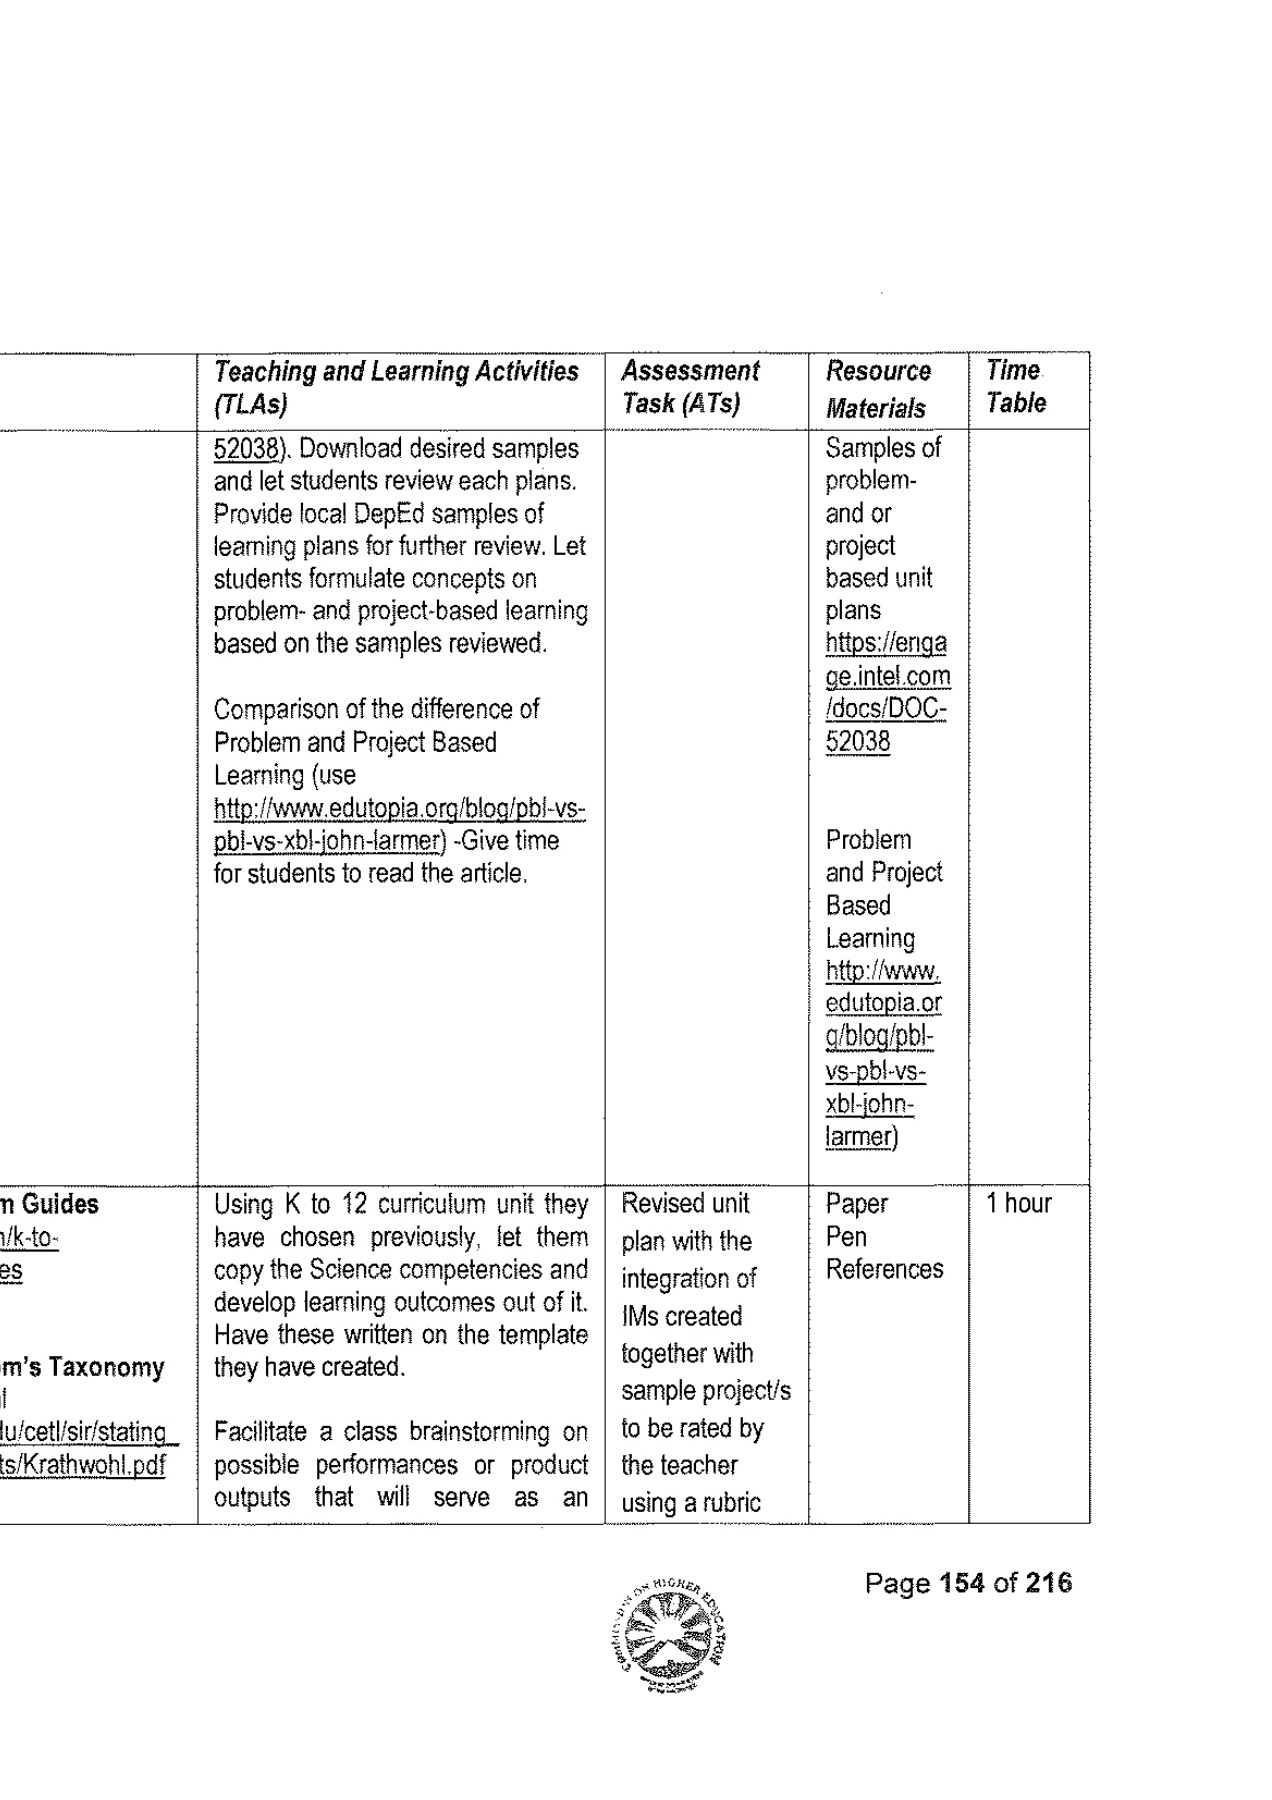 Teaching and Learning Activities
(TLAs)
Assessment
Task (ATs)
Resource
Materials
Time
Table
52038). Download desired samples
and let students review each plans.
Provide local DepEd samples of
learning plans for further review. Let
students formulate concepts on
problem- and project-based learning
based on the samples reviewed.
Comparison of the difference of
Problem and Project Based
Learning (use
http://www.edutopia.org/blog/pbl-vs-
pbl-vs-xbl-john-larmer) -Give time
for students to read the article.
Samples of
problem-
and or
project
based unit
plans
https://enga
ge.intel.com
/docs/DOC-
52038
Problem
and Project
Based
Learning
http://www.
edutopia.or
g/blog/pbl-
vs-pbl-vs-
xbl-john-
larmer)
m Guides
n/k-to-
es
om's Taxonomy
du/cetl/sir/stating_
ts/Krathwohl.pdf
Using K to 12 curriculum unit they
have chosen previously, let them
copy the Science competencies and
develop learning outcomes out of it.
Have these written on the template
they have created.
Facilitate a class brainstorming on
possible performances or product
outputs that will serve as an
Revised unit
plan with the
integration of
IMs created
together with
sample project/s
to be rated by
the teacher
using a rubric
Paper
Pen
References
1 hour
Page 154 of 216
ON HIGHER EDUCATION